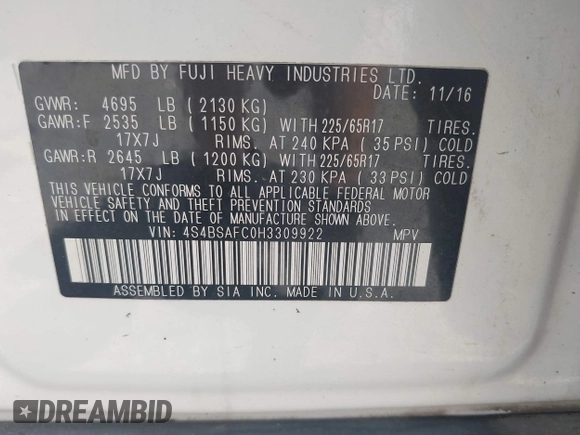 MFD BY FUJI HEAVY INDUSTRIES LTD.
DATE: 11/16
GVWR: 4695 LB (2130 KG)
GAWR:F 2535 LB (1150 KG) WITH 225/65R17 TIRES.
17X7J RIMS. AT 240 KPA (35 PSI) COLD
GAWR:R 2645 LB (1200 KG) WITH 225/65R17 TIRES.
17X7J RIMS. AT 230 KPA (33 PSI) COLD
THIS VEHICLE CONFORMS TO ALL APPLICABLE FEDERAL MOTOR
VEHICLE SAFETY AND THEFT PREVENTION STANDARDS
IN EFFECT ON THE DATE OF MANUFACTURE SHOWN ABOVE.
VIN: 4S4BSAFC0H3309922 MPV
ASSEMBLED BY SIA INC. MADE IN U.S.A.
DREAMBID